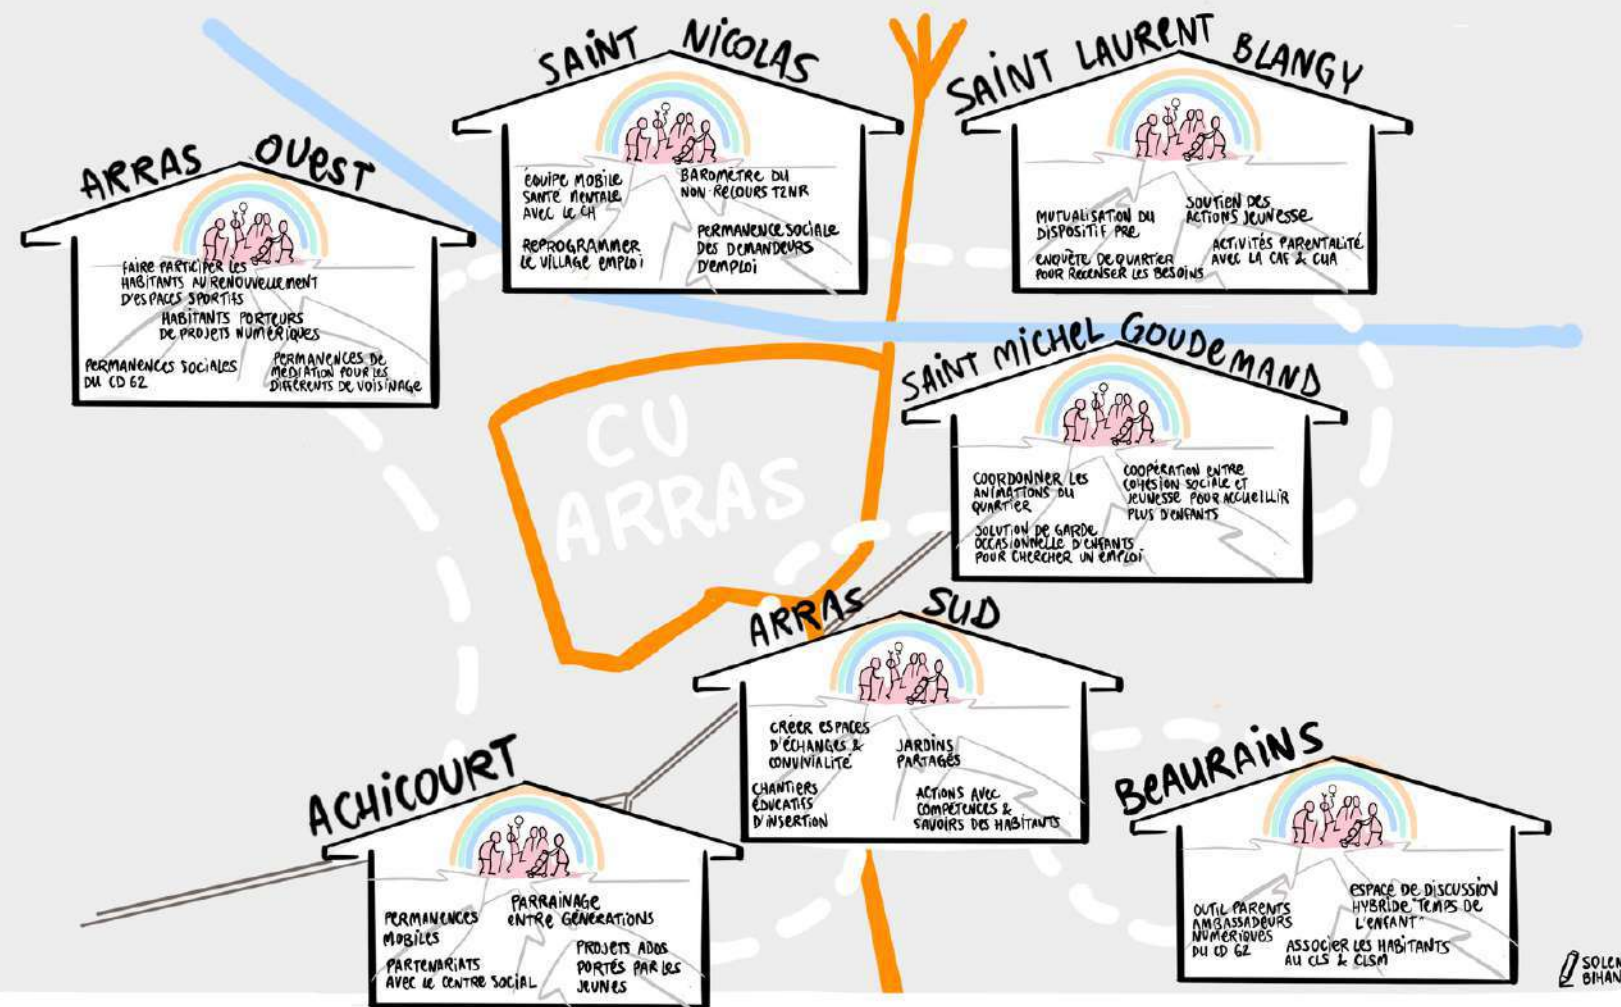 SAINT NICOLAS
ÉQUIPE MOBILE
SANTÉ MENTALE
AVEC LE CH
BAROMÈTRE DU
NON-RECOURS TZNR
REPROGRAMMER
LE VILLAGE EMPLOI
PERMANENCE SOCIALE
DES DEMANDEURS
D'EMPLOI
SAINT LAURENT BLANGY
MUTUALISATION DU
DISPOSITIF PRE
SOUTIEN DES
ACTIONS JEUNESSE
ENQUÊTE DE QUARTIER
POUR RECENSER LES BESOINS
ACTIVITÉS PARENTALITÉ
AVEC LA CAF & CUA
ARRAS OUEST
FAIRE PARTICIPER LES
HABITANTS AU RENOUVELLEMENT
D'ESPACES SPORTIFS
HABITANTS PORTEURS
DE PROJETS NUMÉRIQUES
PERMANENCES SOCIALES
DU CD 62
PERMANENCES DE
MÉDIATION POUR LES
DIFFÉRENTS DE VOISINAGE
CU
ARRAS
SAINT MICHEL GOUDEMAND
COORDONNER LES
ANIMATIONS DU
QUARTIER
COOPÉRATION ENTRE
COHÉSION SOCIALE ET
JEUNESSE POUR ACCUEILLIR
PLUS D'ENFANTS
SOLUTION DE GARDE
OCCASIONNELLE D'ENFANTS
POUR CHERCHER UN EMPLOI
ARRAS SUD
CRÉER ESPACES
D'ÉCHANGES &
CONVIVIALITÉ
JARDINS
PARTAGÉS
CHANTIERS
ÉDUCATIFS
D'INSERTION
ACTIONS AVEC
COMPÉTENCES &
SAVOIRS DES HABITANTS
ACHICOURT
PERMANENCES
MOBILES
PARRAINAGE
ENTRE GÉNÉRATIONS
PARTENARIATS
AVEC LE CENTRE SOCIAL
PROJETS ADOS
PORTÉS PAR LES
JEUNES
BEAURAINS
OUTIL PARENTS
AMBASSADEURS
NUMÉRIQUES
DU CD 62
ESPACE DE DISCUSSION
HYBRIDE "TEMPS DE
L'ENFANT"
ASSOCIER LES HABITANTS
AU CLS & CLSM
SOLEN
BIHAN